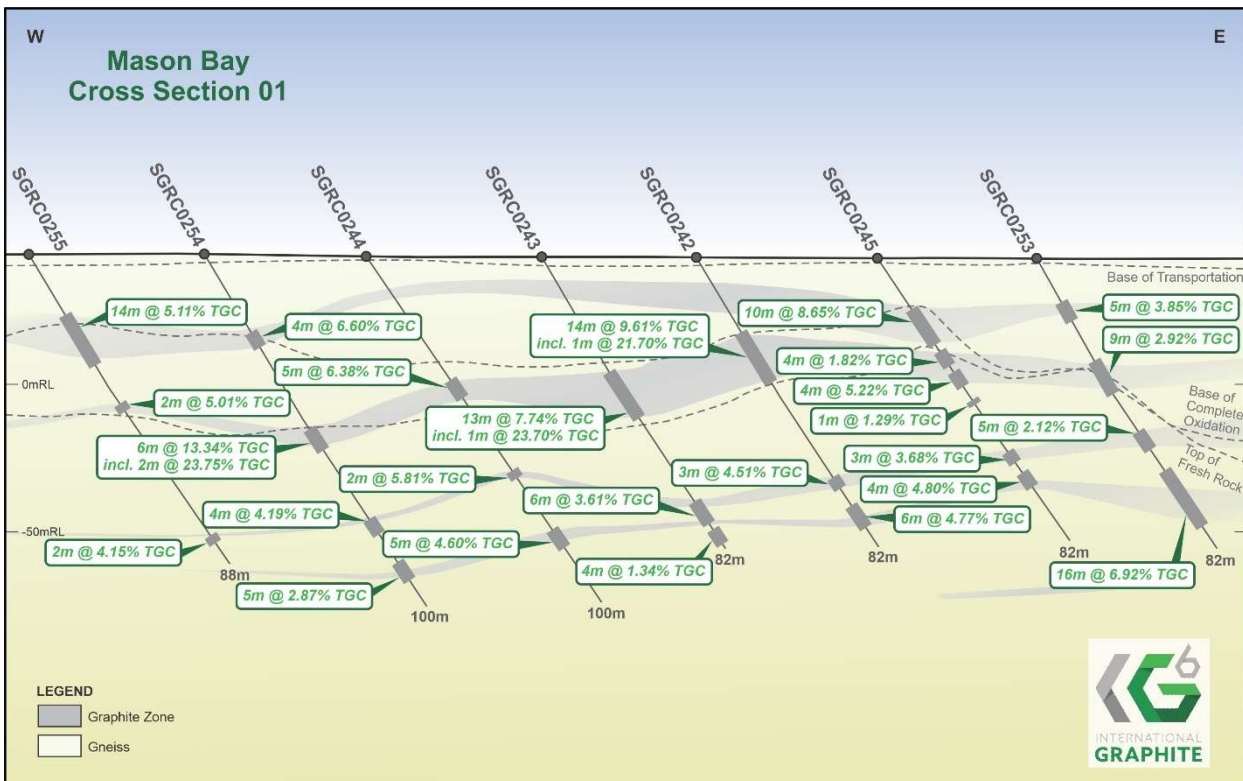 W
E
Mason Bay
Cross Section 01
SGRC0255
SGRC0254
SGRC0244
SGRC0243
SGRC0242
SGRC0245
SGRC0253
Base of Transportation
14m @ 5.11% TGC
4m @ 6.60% TGC
14m @ 9.61% TGC
incl. 1m @ 21.70% TGC
10m @ 8.65% TGC
5m @ 3.85% TGC
9m @ 2.92% TGC
5m @ 6.38% TGC
4m @ 1.82% TGC
0mRL
4m @ 5.22% TGC
2m @ 5.01% TGC
13m @ 7.74% TGC
incl. 1m @ 23.70% TGC
1m @ 1.29% TGC
Base of
Complete
Oxidation
5m @ 2.12% TGC
6m @ 13.34% TGC
incl. 2m @ 23.75% TGC
3m @ 3.68% TGC
Top of
Fresh Rock
2m @ 5.81% TGC
3m @ 4.51% TGC
4m @ 4.80% TGC
6m @ 3.61% TGC
4m @ 4.19% TGC
6m @ 4.77% TGC
-50mRL
5m @ 4.60% TGC
2m @ 4.15% TGC
4m @ 1.34% TGC
16m @ 6.92% TGC
5m @ 2.87% TGC
88m
100m
100m
82m
82m
82m
82m
LEGEND
Graphite Zone
Gneiss
G6
INTERNATIONAL
GRAPHITE